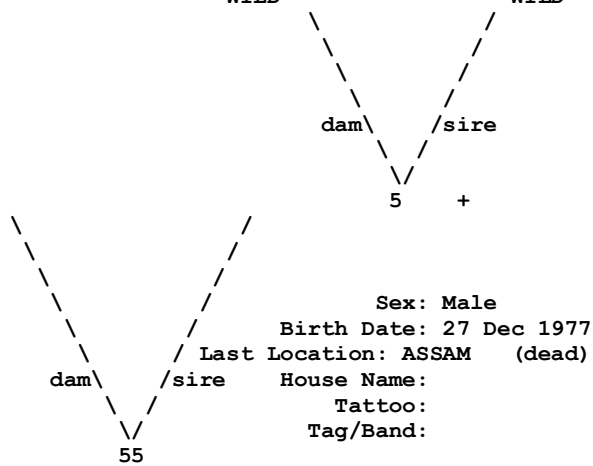 WILD WILD
dam sire
5 +
Sex: Male
Birth Date: 27 Dec 1977
Last Location: ASSAM (dead)
dam sire House Name:
Tattoo:
Tag/Band:
55